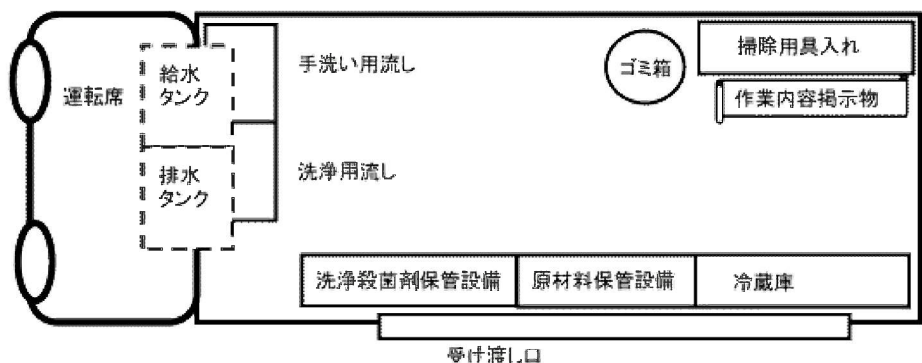 運転席
給水
タンク
排水
タンク
手洗い用流し
洗浄用流し
ゴミ箱
掃除用具入れ
作業内容掲示物
洗浄殺菌剤保管設備
原材料保管設備
冷蔵庫
受け渡し口